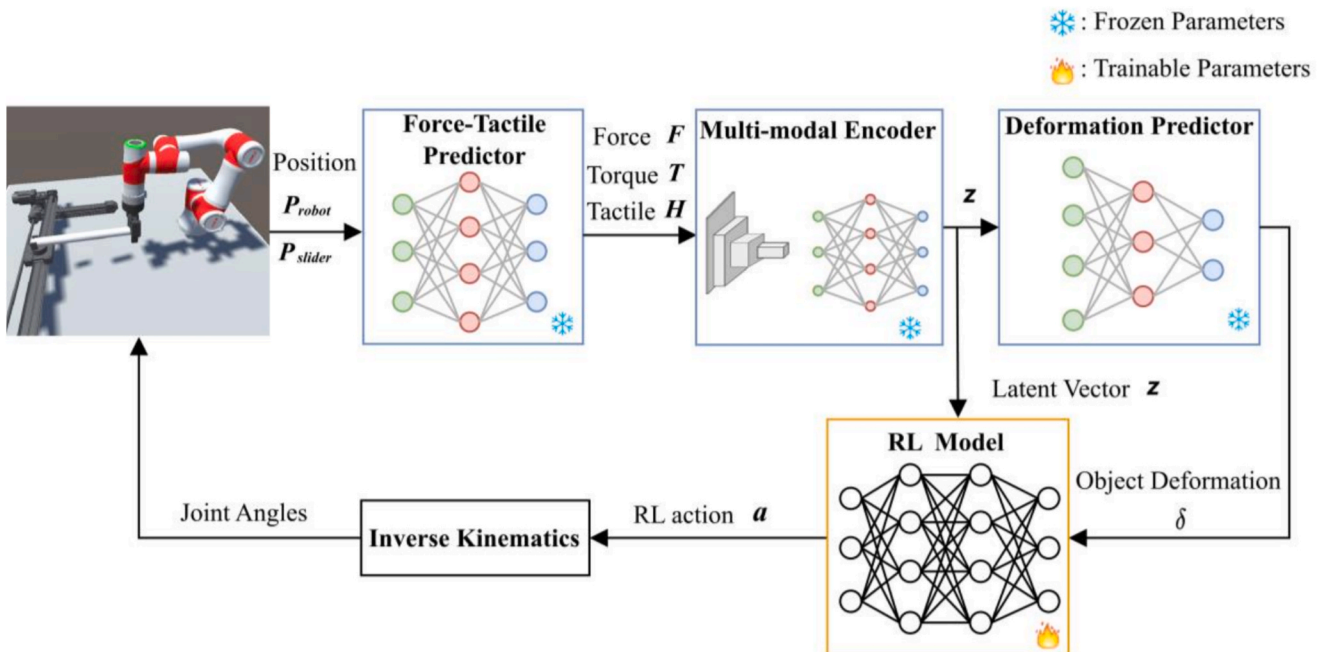 : Frozen Parameters
: Trainable Parameters
Position
P_robot
P_slider
Force-Tactile
Predictor
Force F
Torque T
Tactile H
Multi-modal Encoder
z
Deformation Predictor
Latent Vector z
RL Model
Object Deformation
δ
RL action a
Inverse Kinematics
Joint Angles